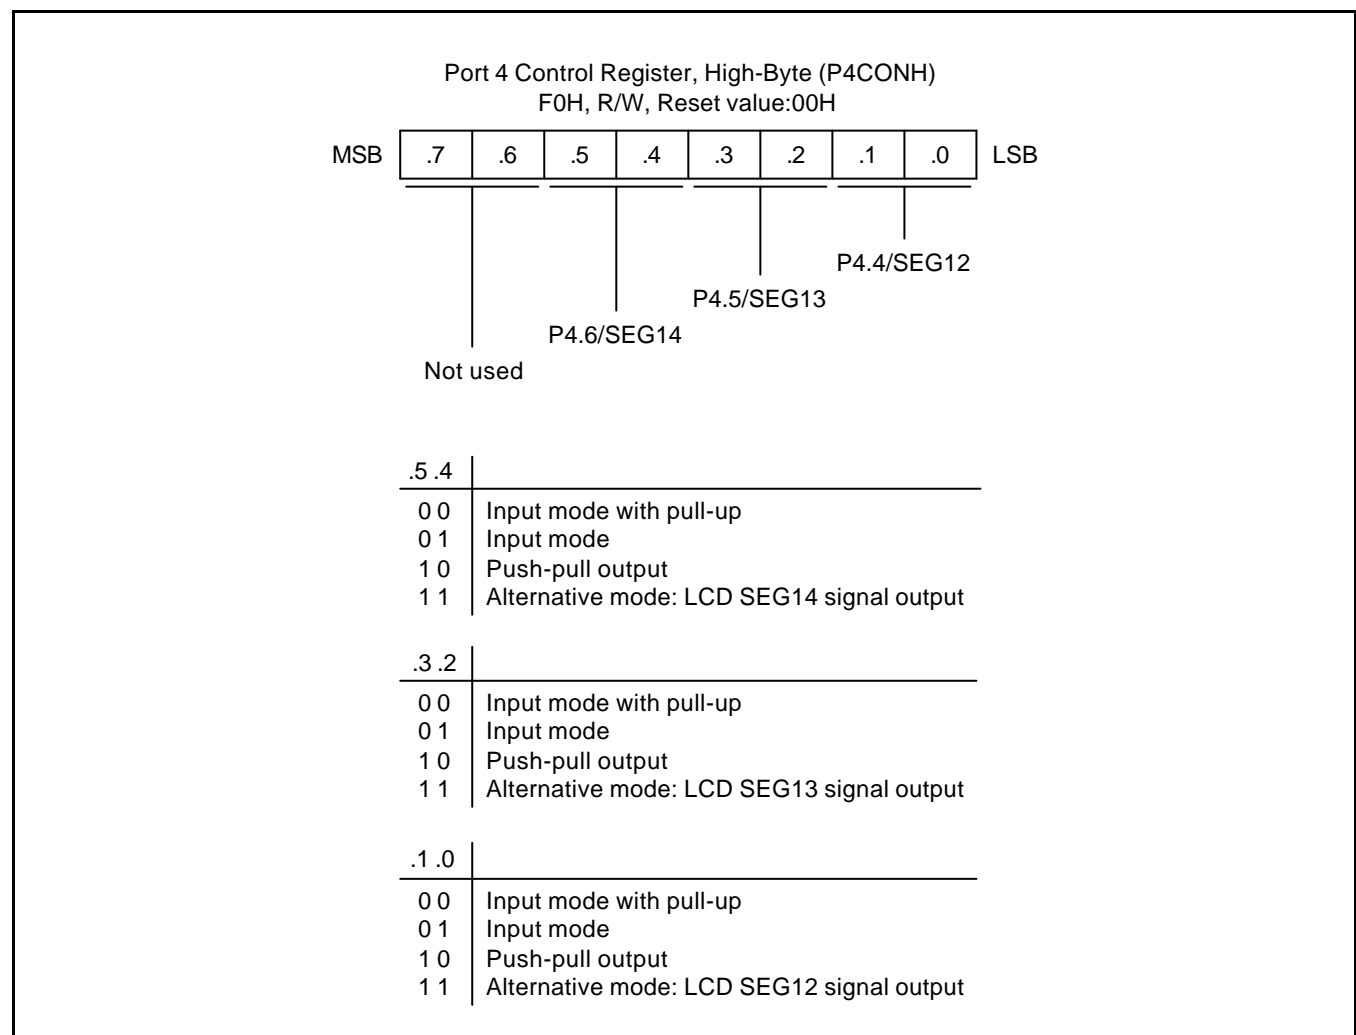 Port 4 Control Register, High-Byte (P4CONH)
F0H, R/W, Reset value:00H
MSB .7 .6 .5 .4 .3 .2 .1 .0 LSB
P4.4/SEG12
P4.5/SEG13
P4.6/SEG14
Not used
.5 .4
0 0 Input mode with pull-up
0 1 Input mode
1 0 Push-pull output
1 1 Alternative mode: LCD SEG14 signal output
.3 .2
0 0 Input mode with pull-up
0 1 Input mode
1 0 Push-pull output
1 1 Alternative mode: LCD SEG13 signal output
.1 .0
0 0 Input mode with pull-up
0 1 Input mode
1 0 Push-pull output
1 1 Alternative mode: LCD SEG12 signal output